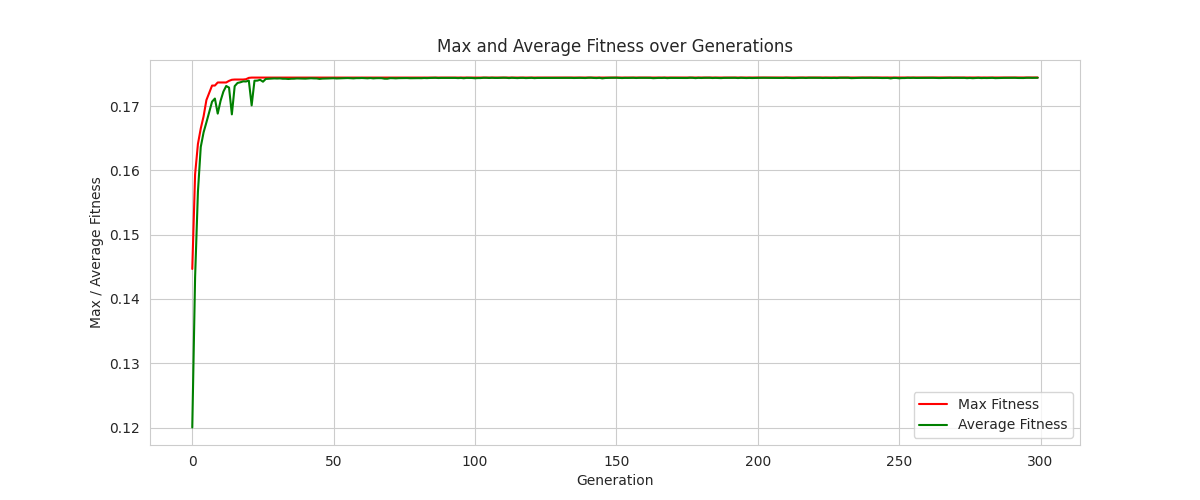 Max and Average Fitness over Generations
Max / Average Fitness
0.17
0.16
0.15
0.14
0.13
0.12
0
50
100
150
200
250
300
Generation
Max Fitness
Average Fitness